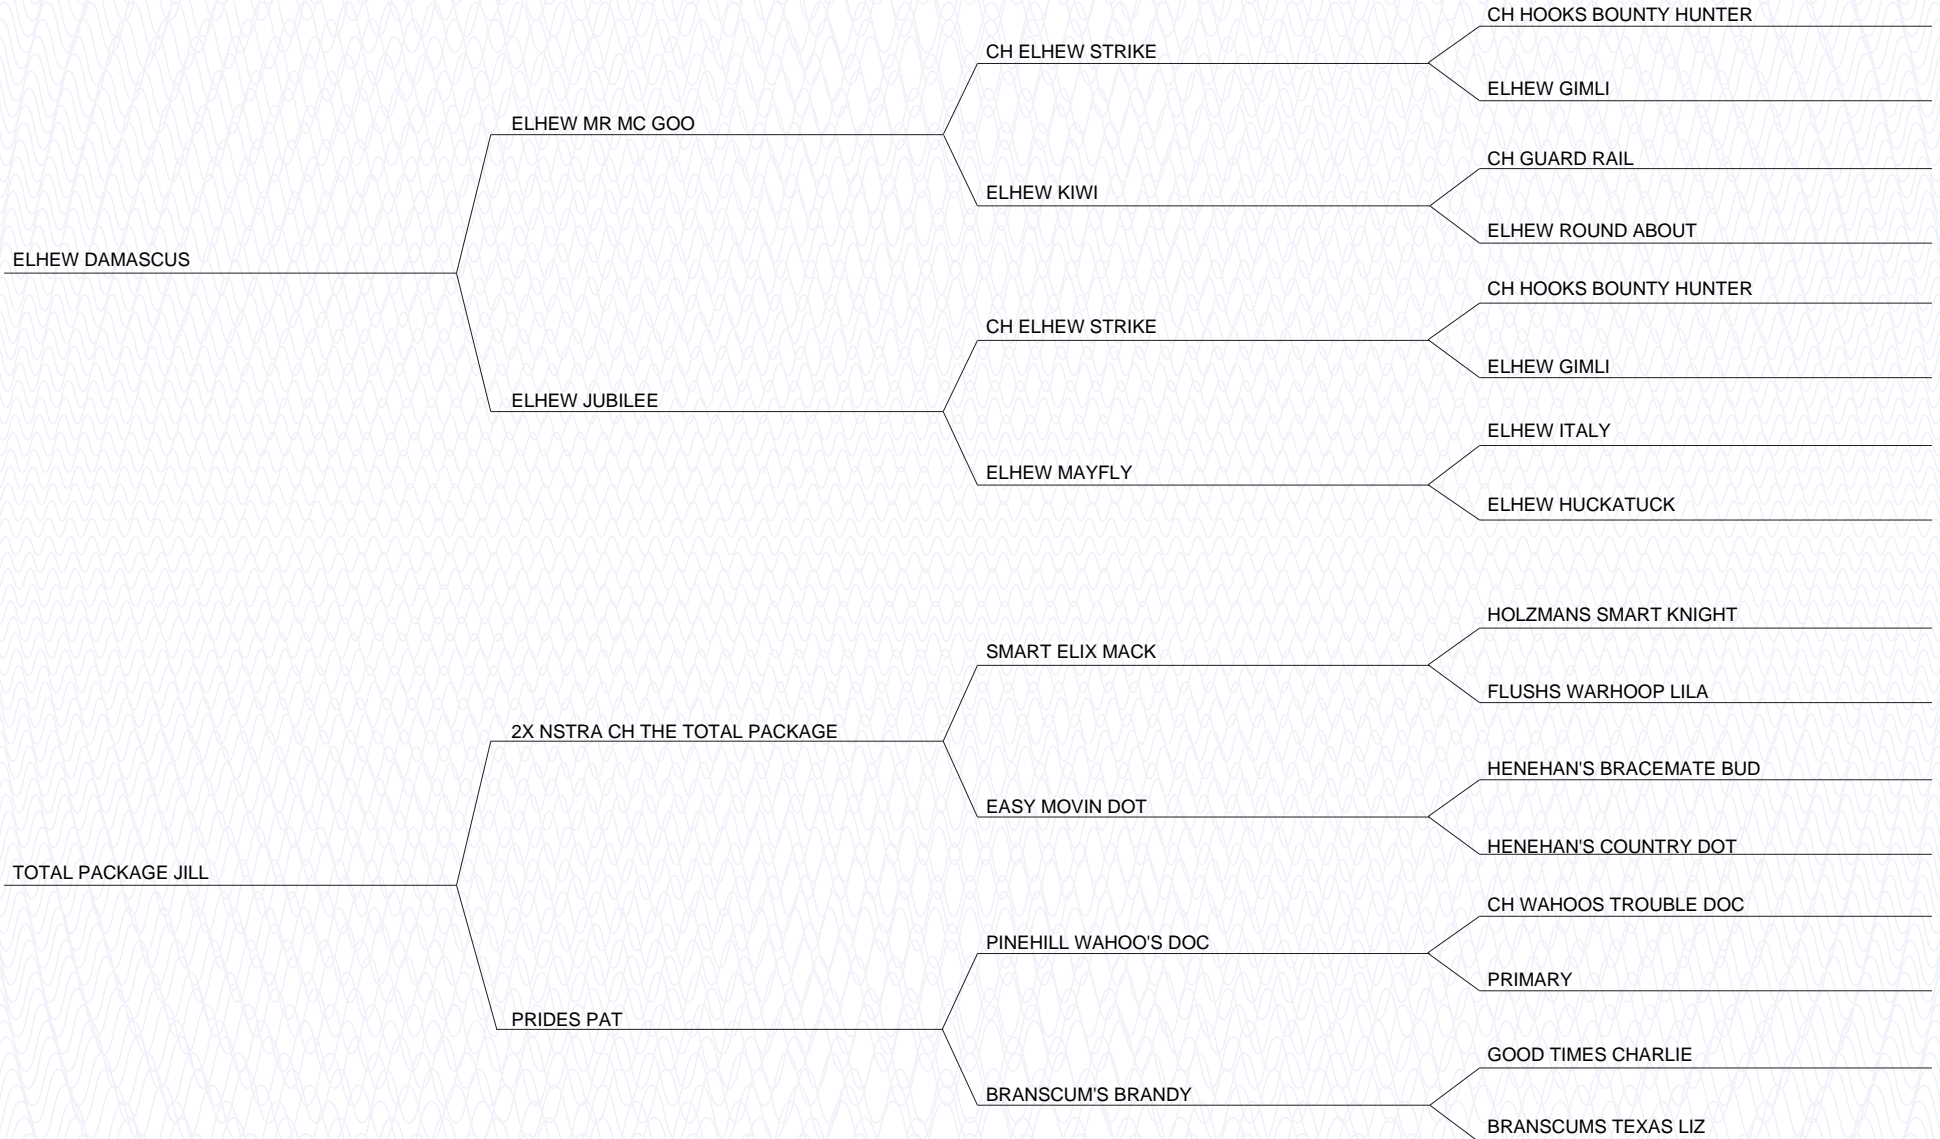 CH HOOKS BOUNTY HUNTER
CH ELHEW STRIKE
ELHEW GIMLI
ELHEW MR MC GOO
CH GUARD RAIL
ELHEW KIWI
ELHEW ROUND ABOUT
ELHEW DAMASCUS
CH HOOKS BOUNTY HUNTER
CH ELHEW STRIKE
ELHEW GIMLI
ELHEW JUBILEE
ELHEW ITALY
ELHEW MAYFLY
ELHEW HUCKATUCK
HOLZMANS SMART KNIGHT
SMART ELIX MACK
FLUSHS WARHOOP LILA
2X NSTRA CH THE TOTAL PACKAGE
HENEHAN'S BRACEMATE BUD
EASY MOVIN DOT
HENEHAN'S COUNTRY DOT
TOTAL PACKAGE JILL
CH WAHOOS TROUBLE DOC
PINEHILL WAHOO'S DOC
PRIMARY
PRIDES PAT
GOOD TIMES CHARLIE
BRANSCUM'S BRANDY
BRANSCUMS TEXAS LIZ